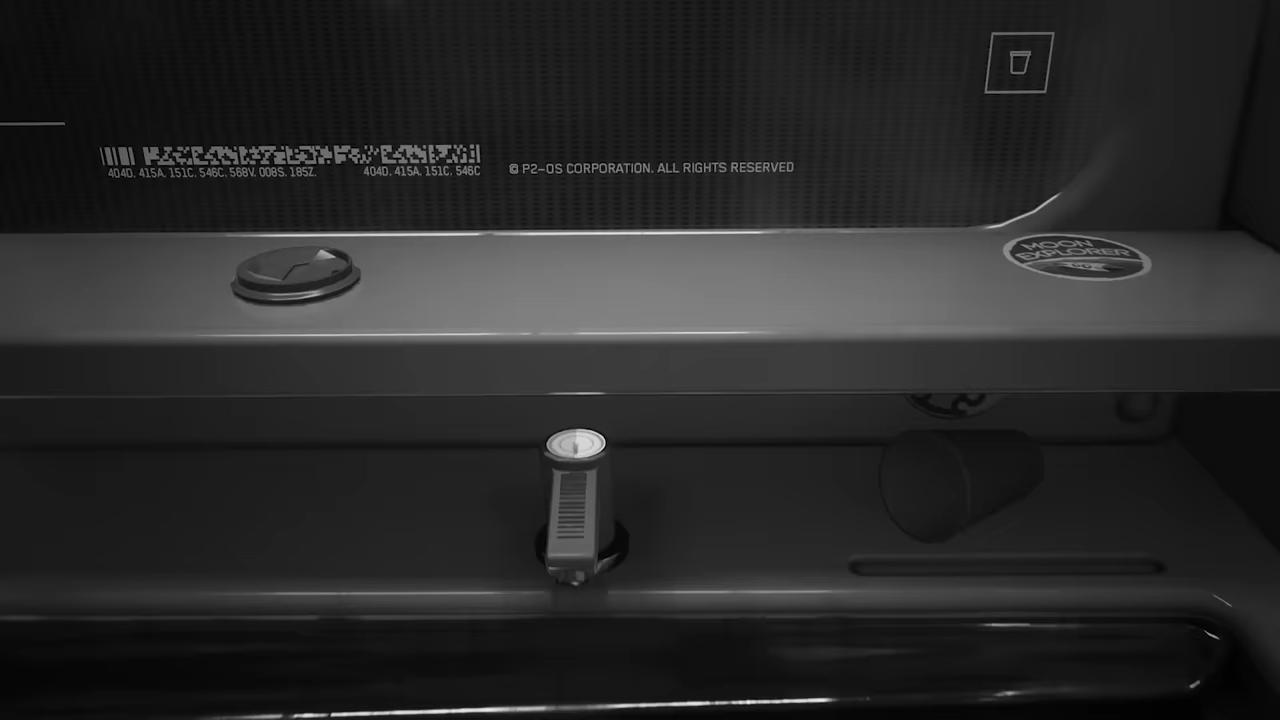 404D. 415A. 151C. 546C. 568V. 008S. 185Z.
404D. 415A. 151C. 546C
© P2-OS CORPORATION. ALL RIGHTS RESERVED
MOON
EXPLORER